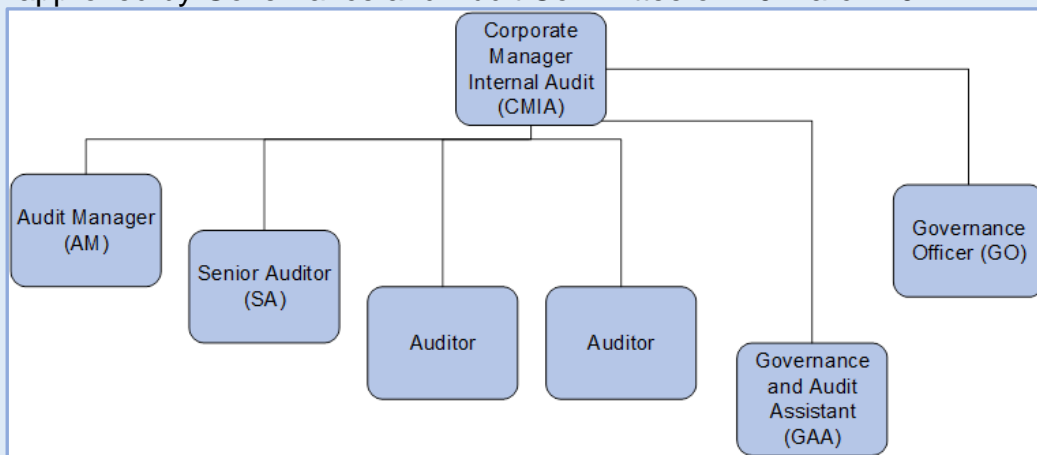 Corporate
Manager
Internal Audit
(CMIA)
Audit Manager
(AM)
Senior Auditor
(SA)
Auditor
Auditor
Governance
and Audit
Assistant
(GAA)
Governance
Officer (GO)